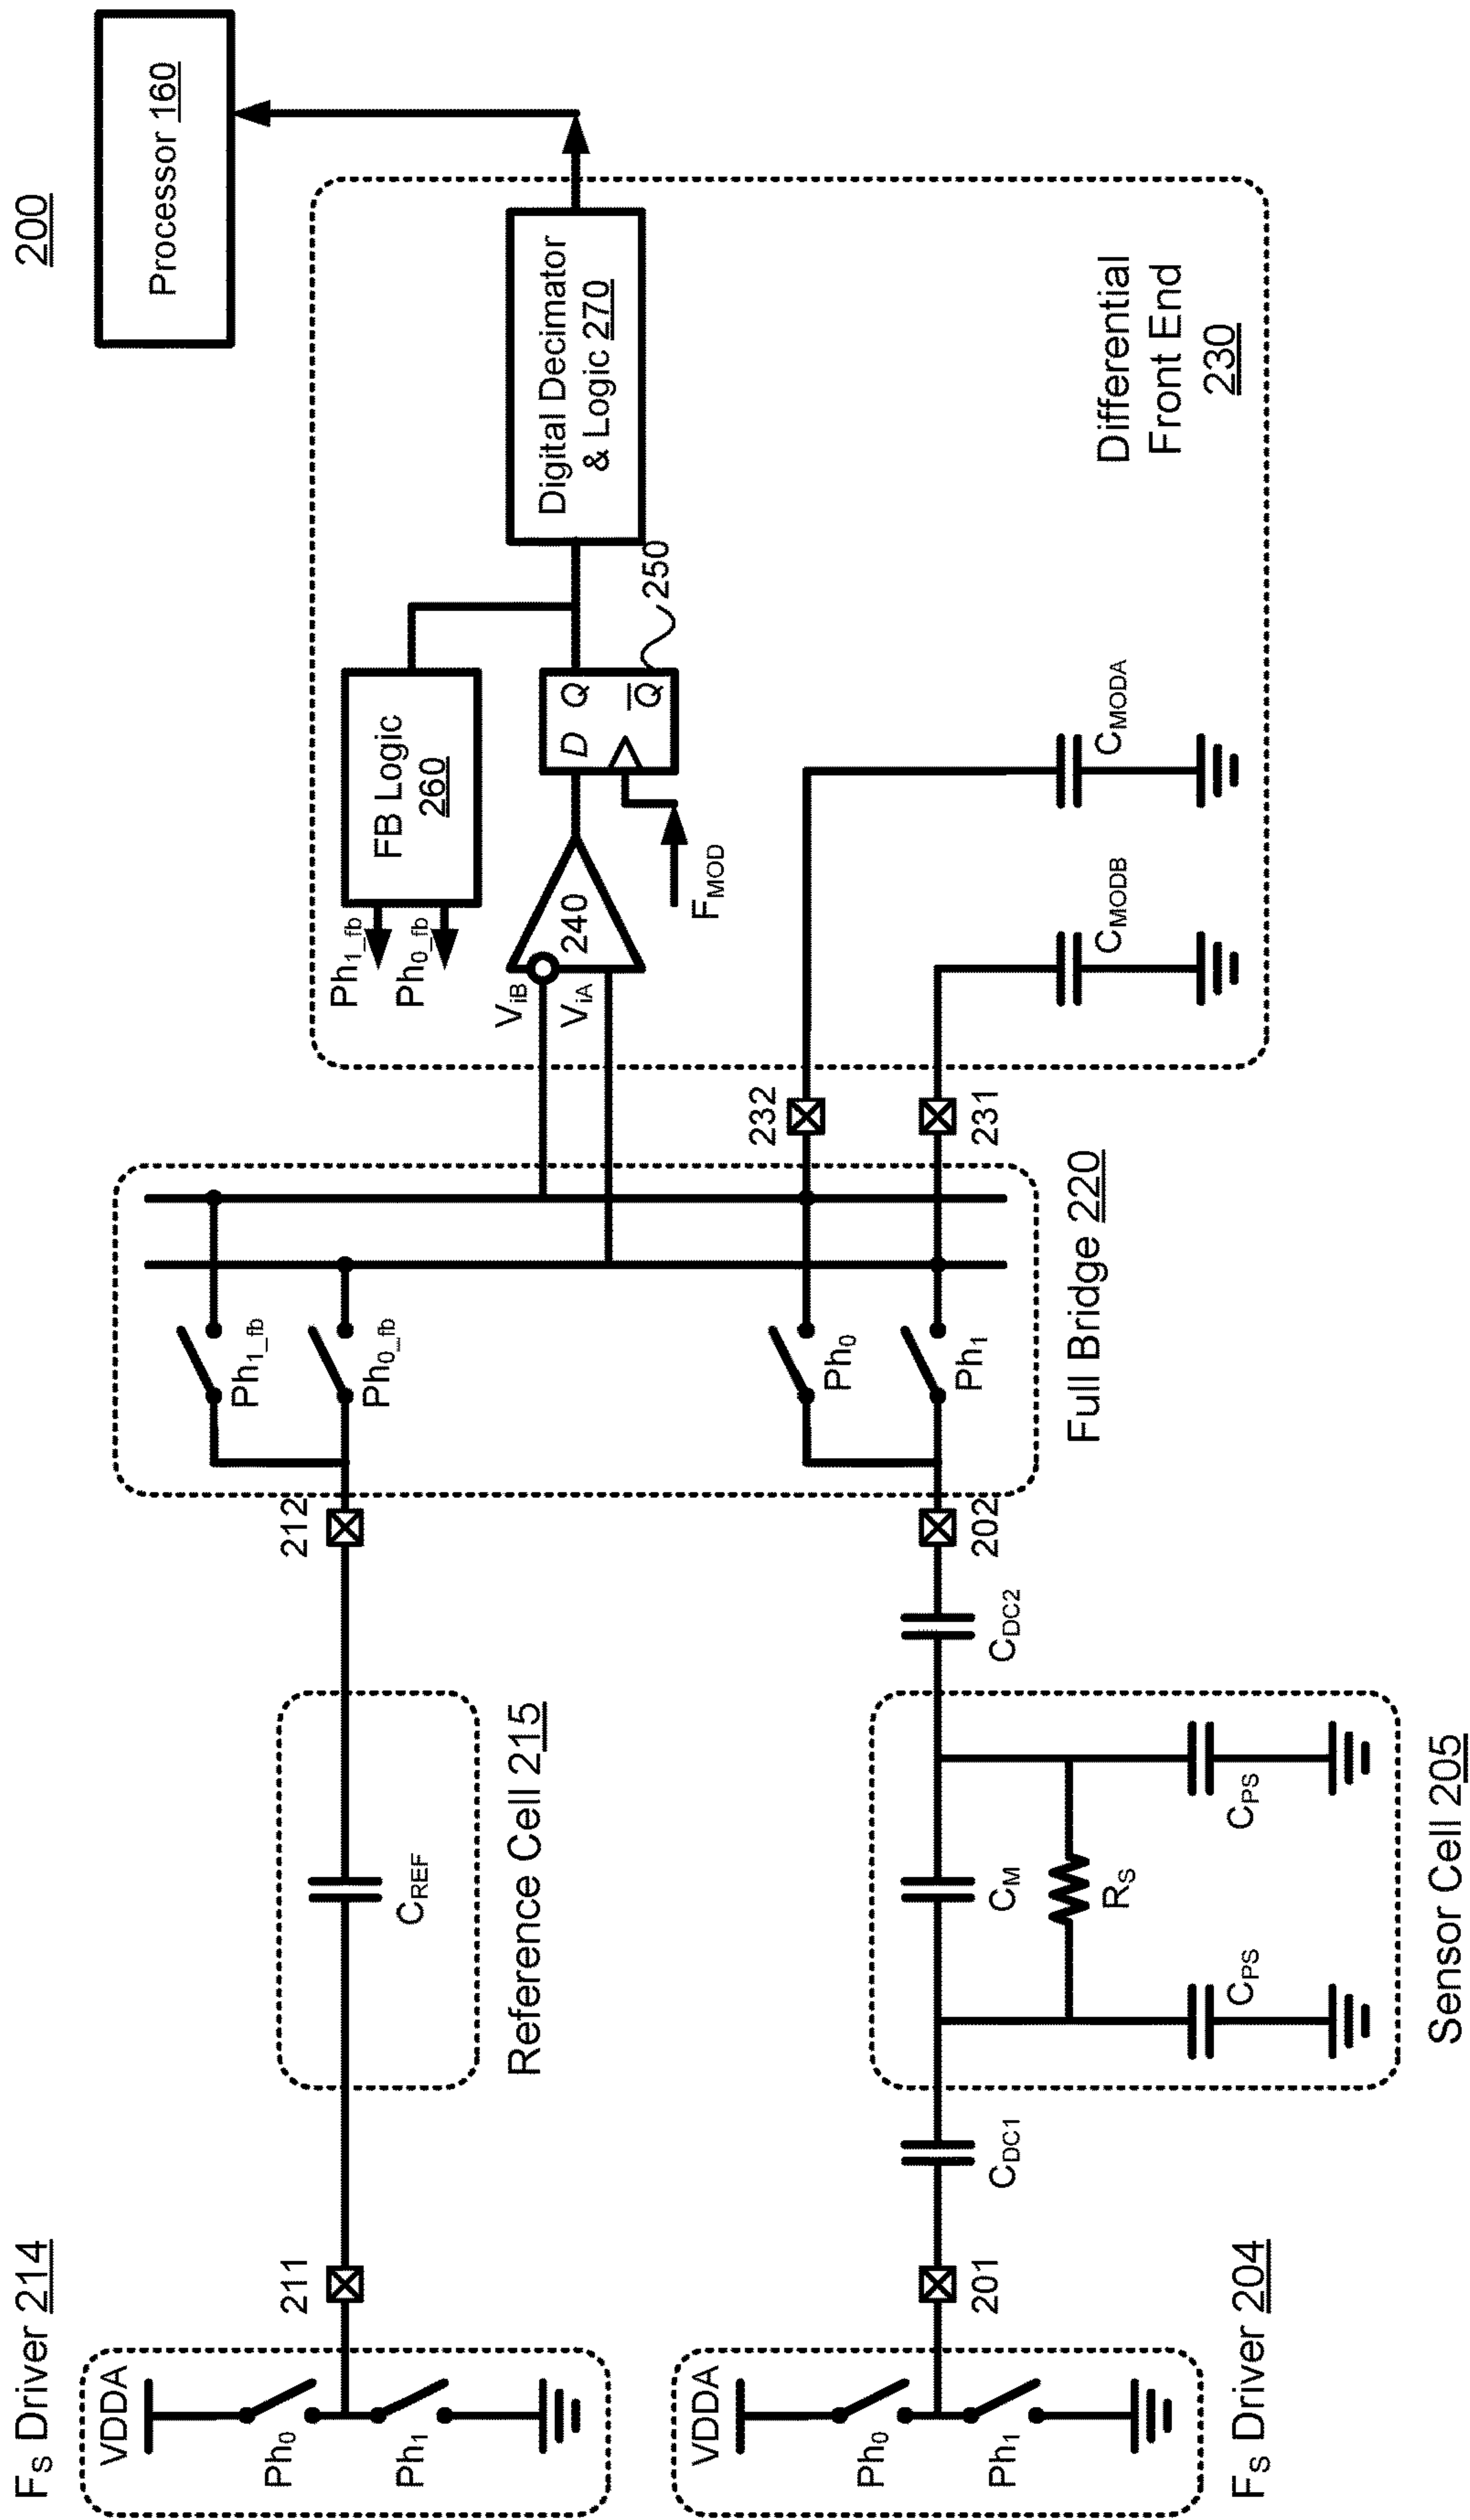 200
Processor 160
Digital Decimator
& Logic 270
Differential
Front End
230
FB Logic
260
Ph1_fb
Ph0_fb
D Q
Q
250
240
ViB
ViA
FMOD
CMODA
CMODB
232
231
Full Bridge 220
Ph1_fb
Ph0_fb
Ph0
Ph1
212
202
CDC2
Reference Cell 215
CREF
Sensor Cell 205
CM
RS
CPS
CPS
CDC1
211
201
FS Driver 214
VDDA
Ph0
Ph1
FS Driver 204
VDDA
Ph0
Ph1